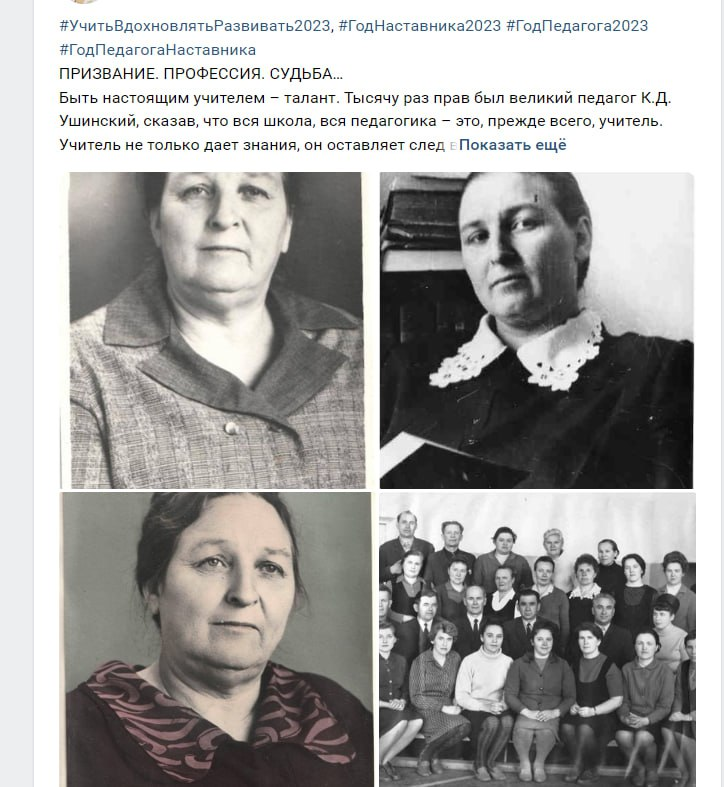 #УчитьВдохновлятьРазвивать2023, #ГодНаставника2023 #ГодПедагога2023
#ГодПедагогаНаставника
ПРИЗВАНИЕ. ПРОФЕССИЯ. СУДЬБА...
Быть настоящим учителем – талант. Тысячу раз прав был великий педагог К.Д.
Ушинский, сказав, что вся школа, вся педагогика – это, прежде всего, учитель.
Учитель не только дает знания, он оставляет след в Показать ещё